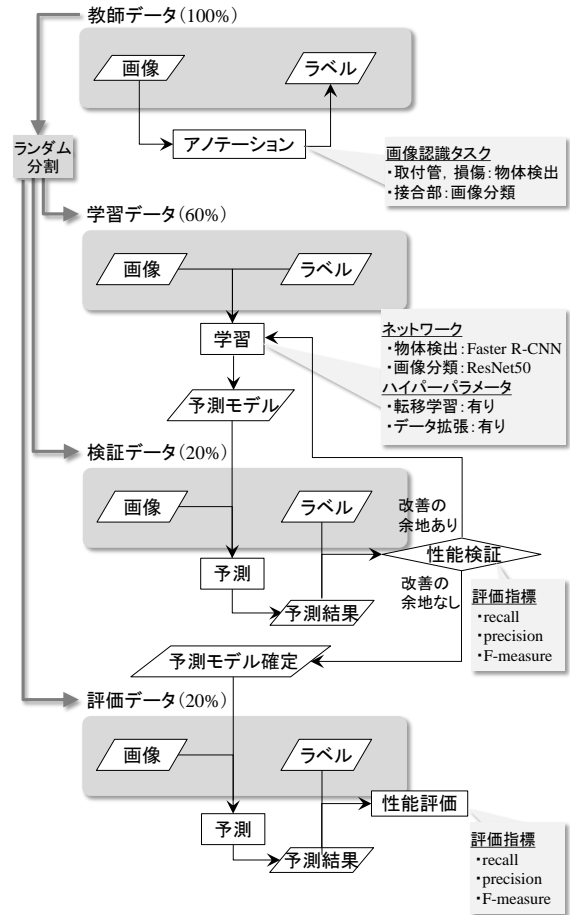 教師データ(100%)
画像
ラベル
アノテーション
ランダム
分割
画像認識タスク
・取付管，損傷：物体検出
・接合部：画像分類
学習データ(60%)
画像
ラベル
学習
ネットワーク
・物体検出：Faster R-CNN
・画像分類：ResNet50
ハイパーパラメータ
・転移学習：有り
・データ拡張：有り
予測モデル
検証データ(20%)
画像
ラベル
改善の
余地あり
性能検証
予測
改善の
余地なし
予測結果
評価指標
・recall
・precision
・F-measure
予測モデル確定
評価データ(20%)
画像
ラベル
性能評価
予測
予測結果
評価指標
・recall
・precision
・F-measure